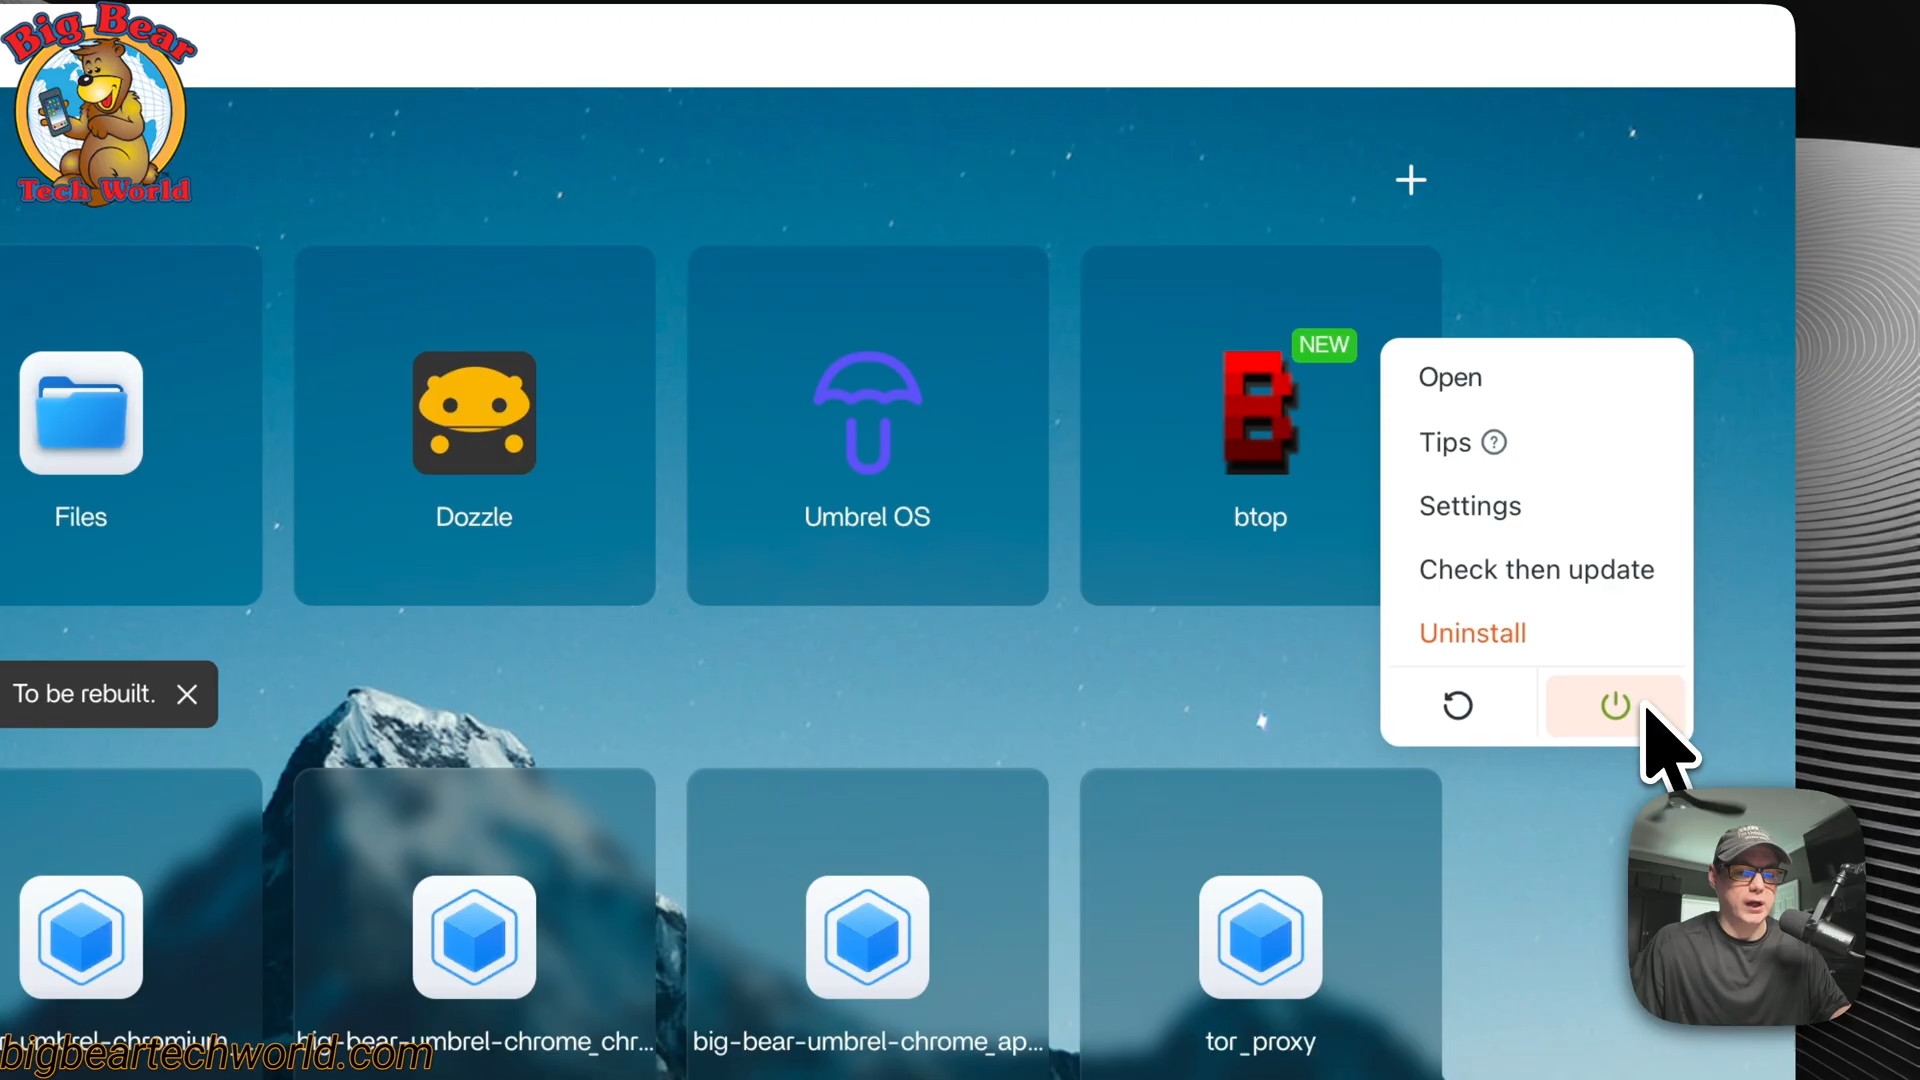 Big Bear
Tech World
NEW
Open
Tips ?
Settings
Check then update
Uninstall
Files
Dozzle
Umbrel OS
btop
To be rebuilt.
big-bear-umbrel-chrome_chr...
big-bear-umbrel-chrome_ap...
tor_proxy
bigbeartechworld.com